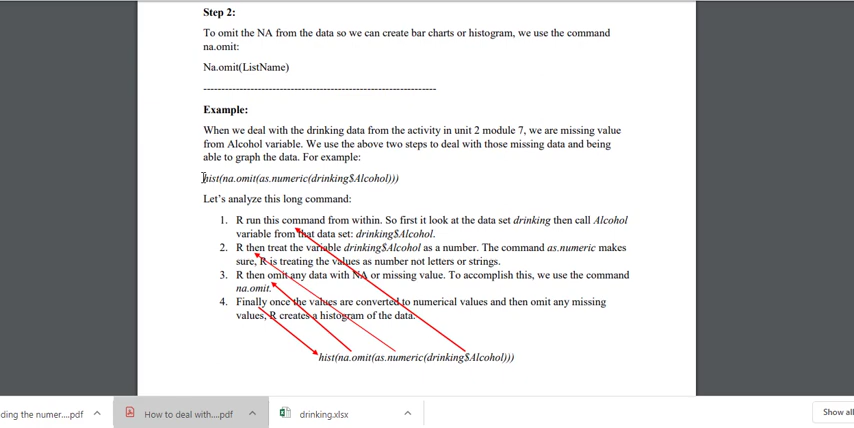 Step 2:
To omit the NA from the data so we can create bar charts or histogram, we use the command
na.omit:
Na.omit(ListName)
----------------------------------------------------------------
Example:
When we deal with the drinking data from the activity in unit 2 module 7, we are missing value
from Alcohol variable. We use the above two steps to deal with those missing data and being
able to graph the data. For example:
hist(na.omit(as.numeric(drinking$Alcohol)))
Let's analyze this long command:
1. R run this command from within. So first it look at the data set drinking then call Alcohol
variable from that data set: drinking$Alcohol.
2. R then treat the variable drinking$Alcohol as a number. The command as.numeric makes
sure, R is treating the values as number not letters or strings.
3. R then omit any data with NA or missing value. To accomplish this, we use the command
na.omit.
4. Finally once the values are converted to numerical values and then omit any missing
values, R creates a histogram of the data.
hist(na.omit(as.numeric(drinking$Alcohol)))
ding the numer....pdf
How to deal with....pdf
drinking.xlsx
Show all